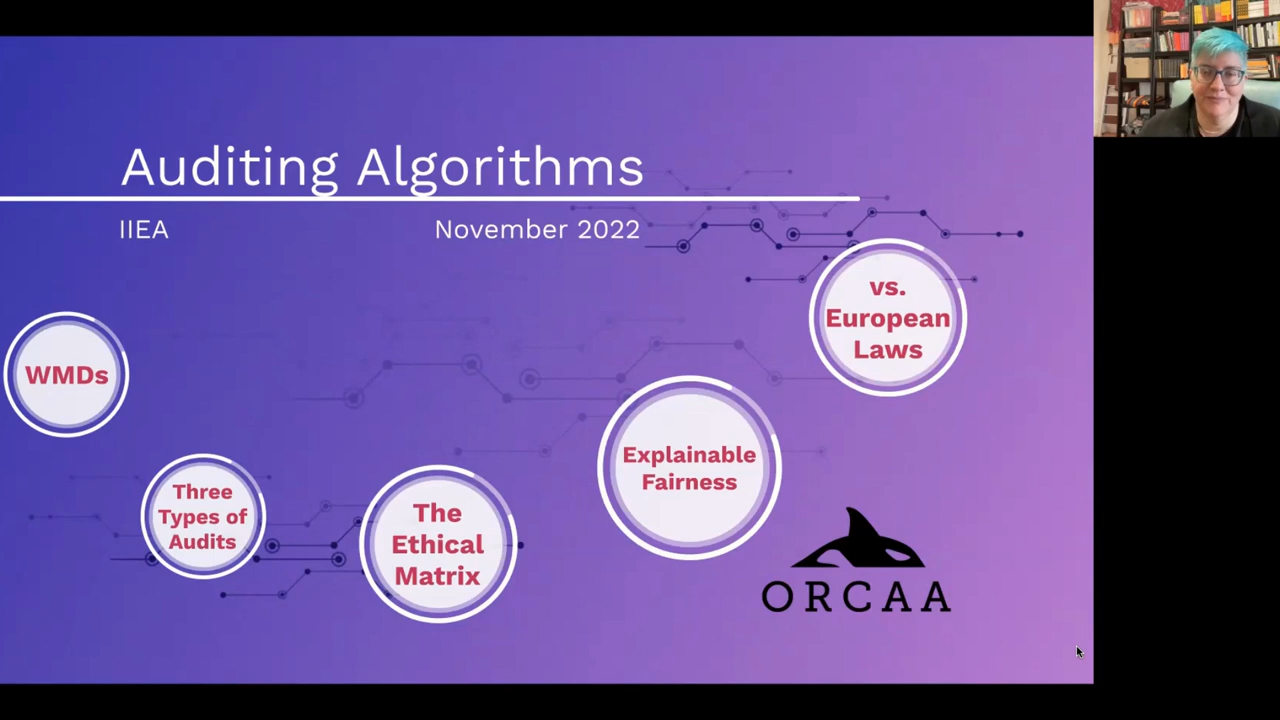 Auditing Algorithms
IIEA
November 2022
WMDs
Three
Types of
Audits
The
Ethical
Matrix
Explainable
Fairness
vs.
European
Laws
ORCAA